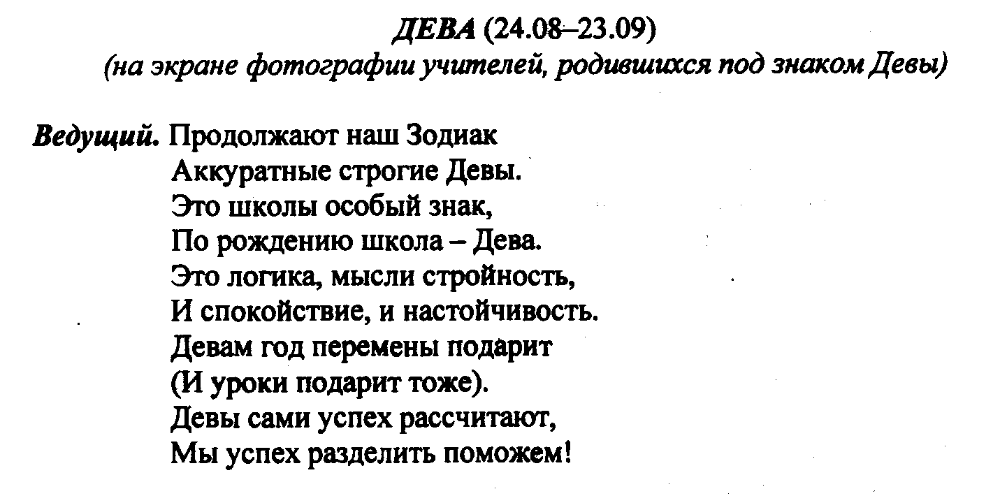 ДЕВА (24.08–23.09)
(на экране фотографии учителей, родившихся под знаком Девы)
Ведущий. Продолжают наш Зодиак
Аккуратные строгие Девы.
Это школы особый знак,
По рождению школа – Дева.
Это логика, мысли стройность,
И спокойствие, и настойчивость.
Девам год перемены подарит
(И уроки подарит тоже).
Девы сами успех рассчитают,
Мы успех разделить поможем!